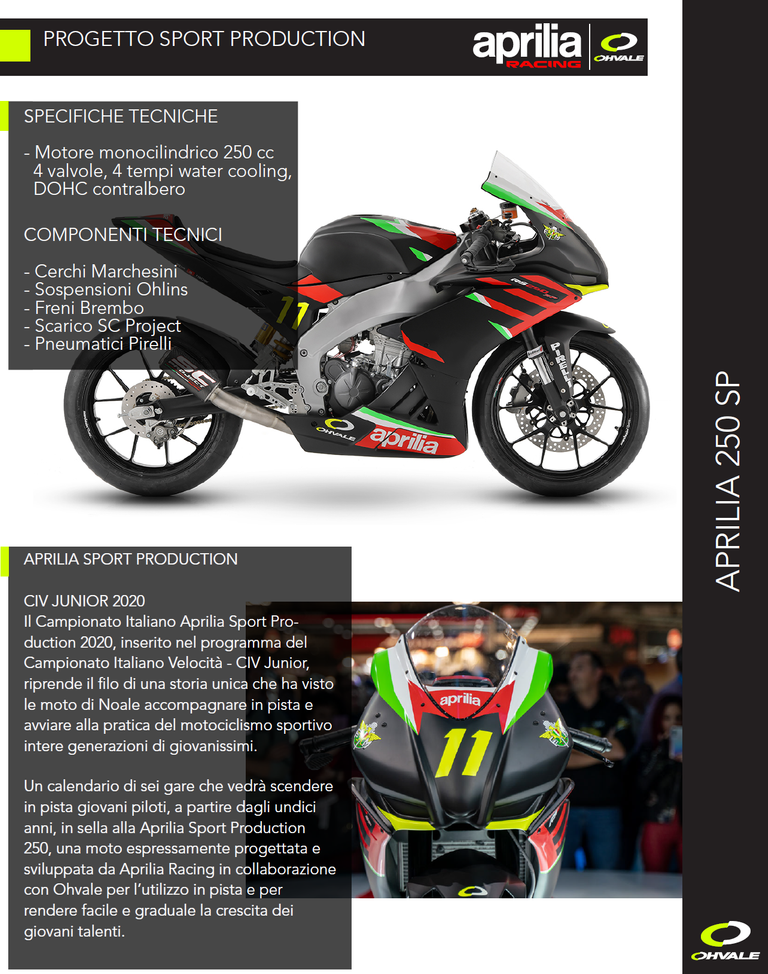 PROGETTO SPORT PRODUCTION
aprilia
RACING
OHVALE
SPECIFICHE TECNICHE
- Motore monocilindrico 250 cc
4 valvole, 4 tempi water cooling,
DOHC contralbero
COMPONENTI TECNICI
- Cerchi Marchesini
- Sospensioni Ohlins
- Freni Brembo
- Scarico SC Project
- Pneumatici Pirelli
11
SC
OHVALE
aprilia
APRILIA 250 SP
APRILIA SPORT PRODUCTION
CIV JUNIOR 2020
Il Campionato Italiano Aprilia Sport Pro-
duction 2020, inserito nel programma del
Campionato Italiano Velocità - CIV Junior,
riprende il filo di una storia unica che ha visto
le moto di Noale accompagnare in pista e
avviare alla pratica del motociclismo sportivo
intere generazioni di giovanissimi.
Un calendario di sei gare che vedrà scendere
in pista giovani piloti, a partire dagli undici
anni, in sella alla Aprilia Sport Production
250, una moto espressamente progettata e
sviluppata da Aprilia Racing in collaborazione
con Ohvale per l’utilizzo in pista e per
rendere facile e graduale la crescita dei
giovani talenti.
aprilia
11
OHVALE